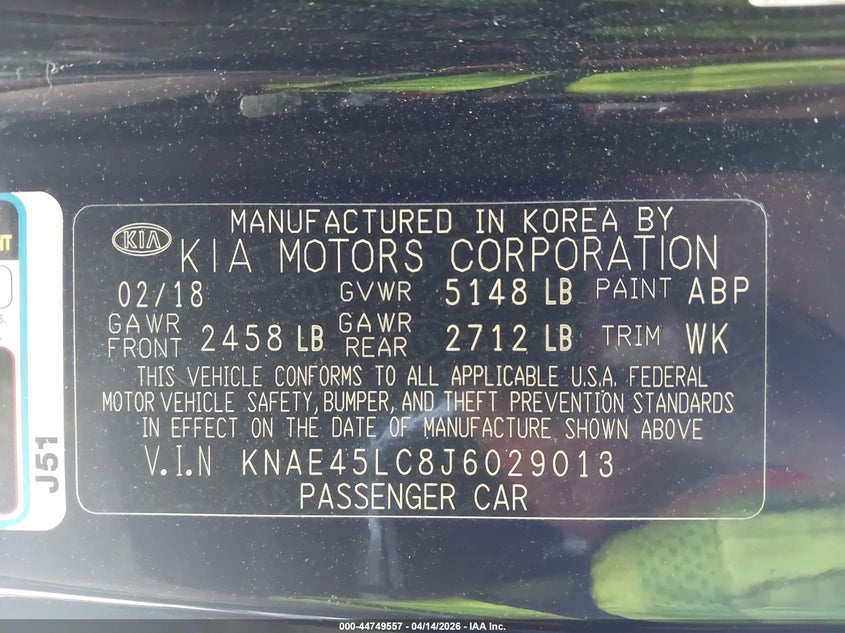 MANUFACTURED IN KOREA BY
KIA KIA MOTORS CORPORATION
02/18 GVWR 5148 LB PAINT ABP
GAWR FRONT 2458 LB GAWR REAR 2712 LB TRIM WK
THIS VEHICLE CONFORMS TO ALL APPLICABLE U.S.A. FEDERAL
MOTOR VEHICLE SAFETY, BUMPER, AND THEFT PREVENTION STANDARDS
IN EFFECT ON THE DATE OF MANUFACTURE SHOWN ABOVE
V.I.N KNAE45LC8J6029013
PASSENGER CAR
J51
000-44749557 - 04/14/2026 - IAA Inc.